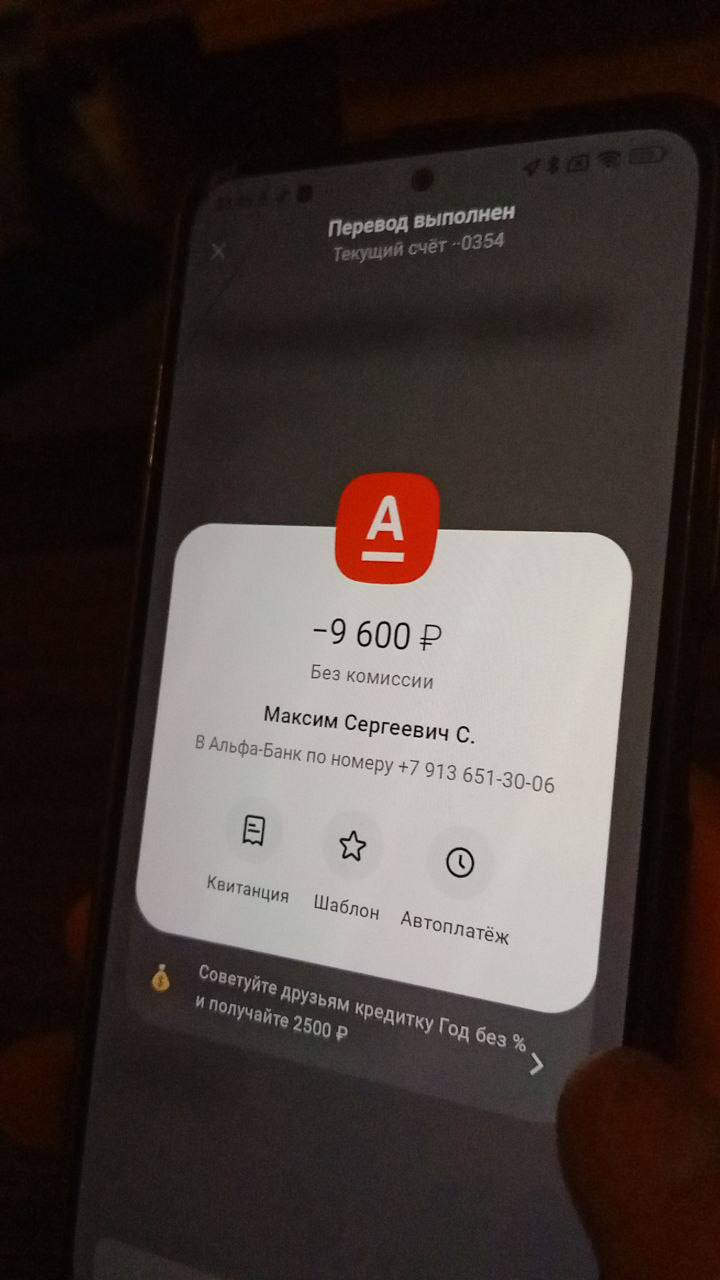 Перевод выполнен
Текущий счёт ··0354
А
−9 600 ₽
Без комиссии
Максим Сергеевич С.
В Альфа-Банк по номеру +7 913 651-30-06
Квитанция Шаблон Автоплатёж
Советуйте друзьям кредитку Год без %
и получайте 2500 ₽